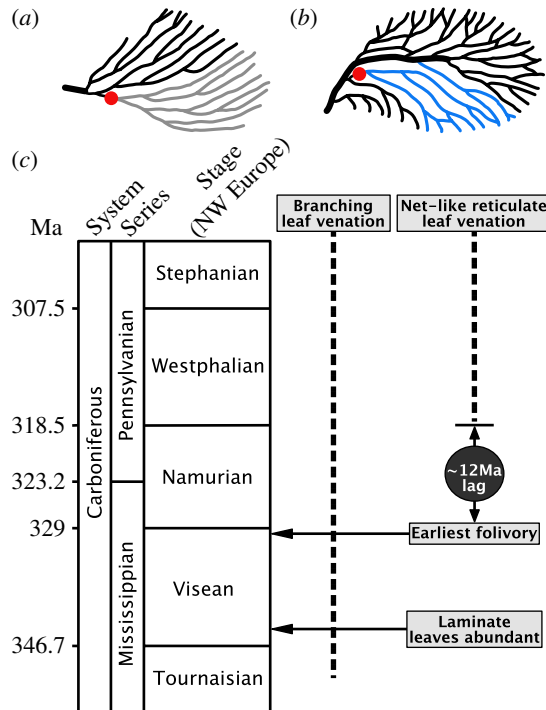 (a)
(b)
(c)
Ma
System
Series
Stage
(NW Europe)
Branching
leaf venation
Net-like reticulate
leaf venation
Stephanian
307.5
Westphalian
Pennsylvanian
318.5
Carboniferous
~12Ma
lag
Namurian
323.2
329
Earliest folivory
Visean
Mississippian
Laminate
leaves abundant
346.7
Tournaisian